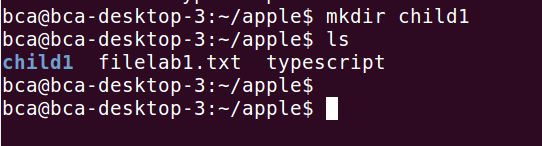 bca@bca-desktop-3:~/apple$ mkdir child1
bca@bca-desktop-3:~/apple$ ls
child1  filelab1.txt  typescript
bca@bca-desktop-3:~/apple$
bca@bca-desktop-3:~/apple$